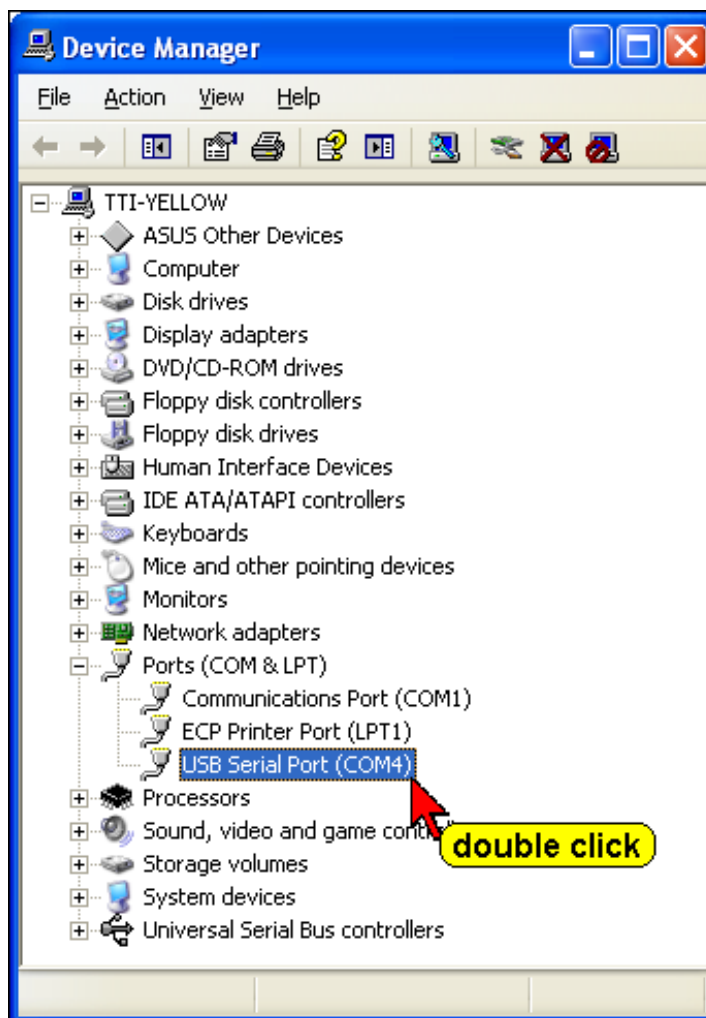 Device Manager
File Action View Help
TTI-YELLOW
ASUS Other Devices
Computer
Disk drives
Display adapters
DVD/CD-ROM drives
Floppy disk controllers
Floppy disk drives
Human Interface Devices
IDE ATA/ATAPI controllers
Keyboards
Mice and other pointing devices
Monitors
Network adapters
Ports (COM & LPT)
Communications Port (COM1)
ECP Printer Port (LPT1)
USB Serial Port (COM4)
Processors
Sound, video and game
double click
Storage volumes
System devices
Universal Serial Bus controllers